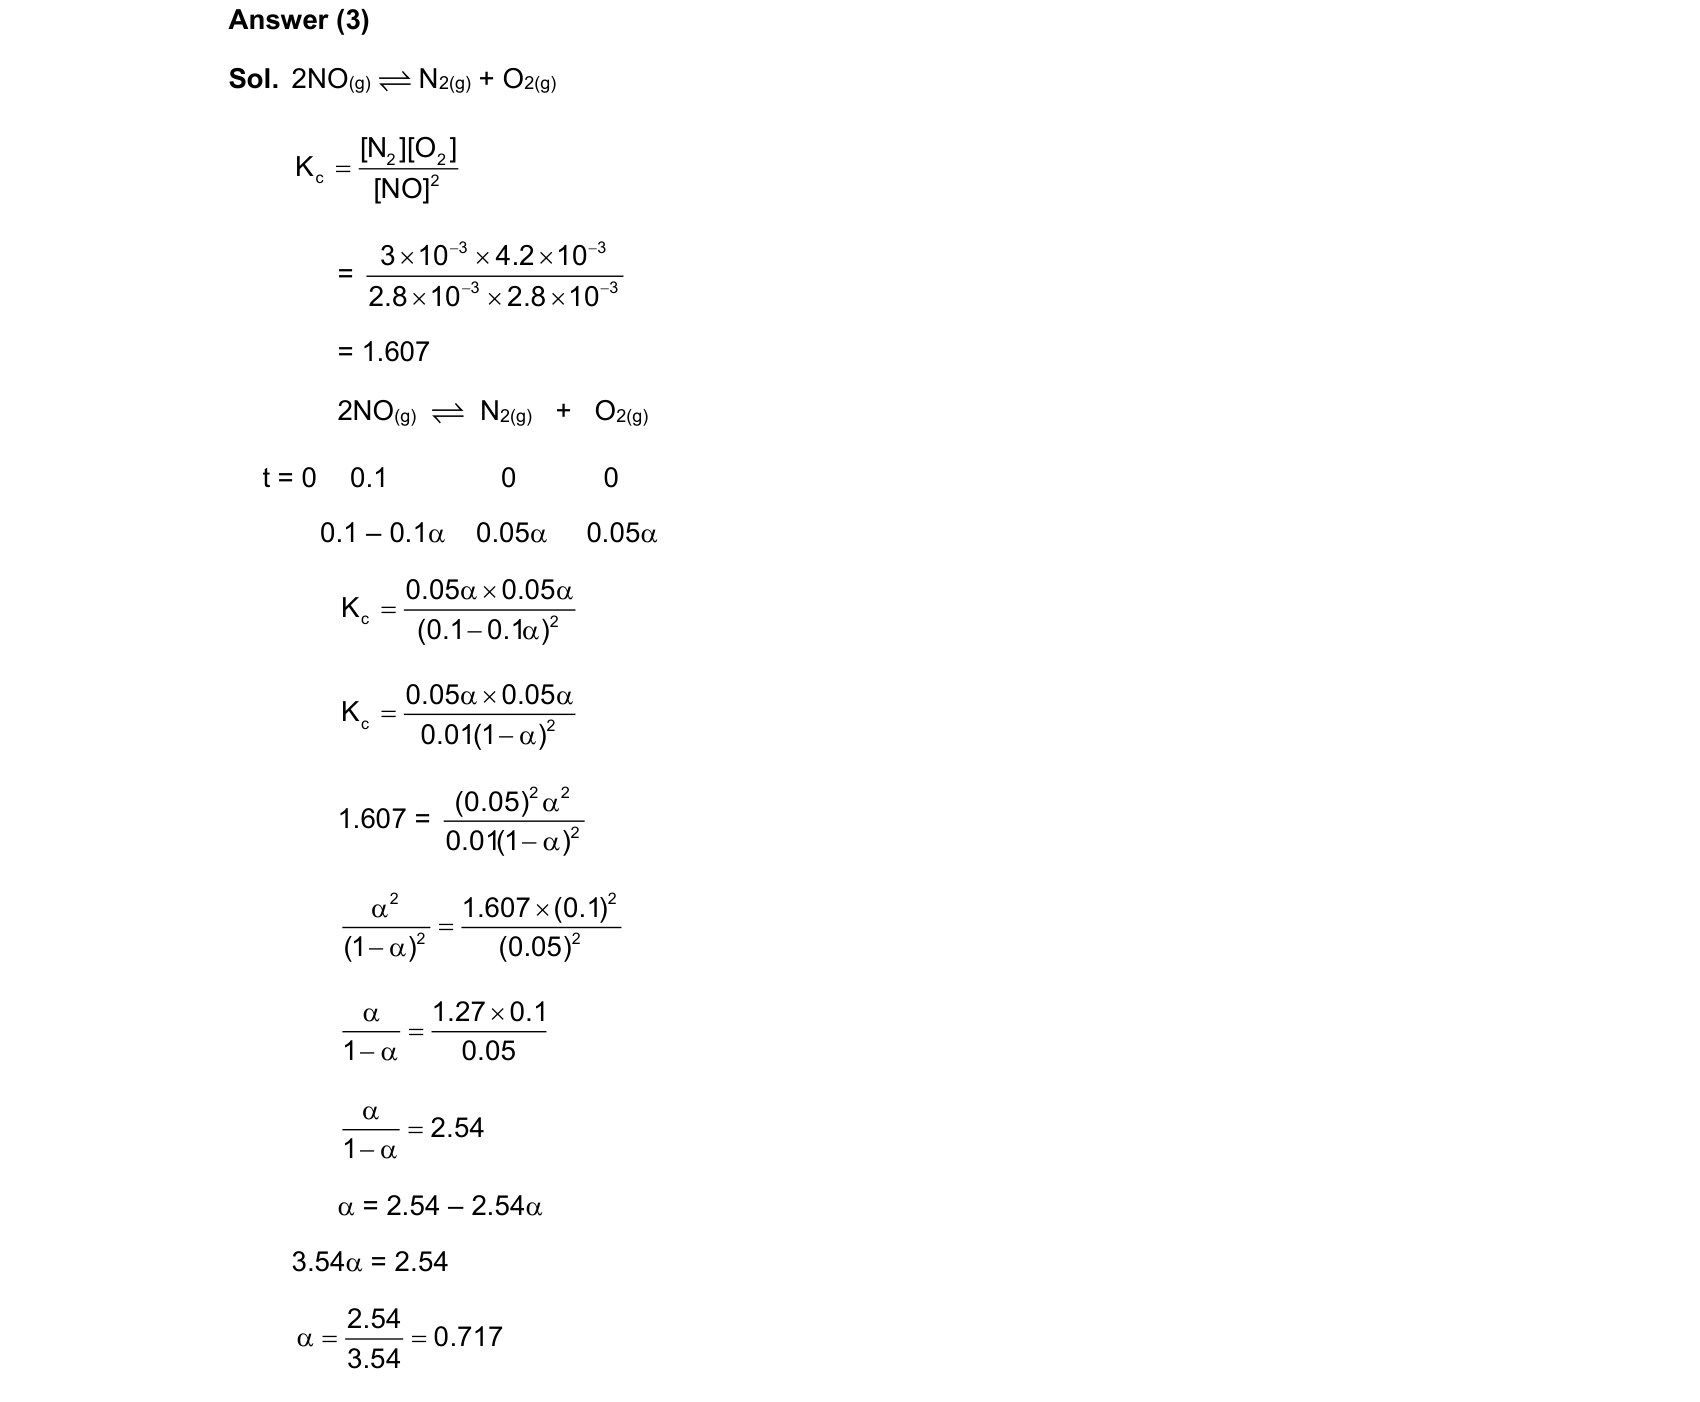 Answer (3)
Sol. 2NO(g) ⇌ N2(g) + O2(g)
K_c = [N_2][O_2] / [NO]^2
= 3×10^–3 ×4.2×10^–3 / 2.8×10^–3 ×2.8×10^–3
= 1.607
2NO(g) ⇌ N2(g) + O2(g)
t = 0 0.1 0 0
0.1 – 0.1α 0.05α 0.05α
K_c = 0.05α×0.05α / (0.1–0.1α)^2
K_c = 0.05α×0.05α / 0.01(1–α)^2
1.607 = (0.05)^2 α^2 / 0.01(1–α)^2
α^2 / (1–α)^2 = 1.607×(0.1)^2 / (0.05)^2
α / 1–α = 1.27×0.1 / 0.05
α / 1–α = 2.54
α = 2.54 – 2.54α
3.54α = 2.54
α = 2.54 / 3.54 = 0.717